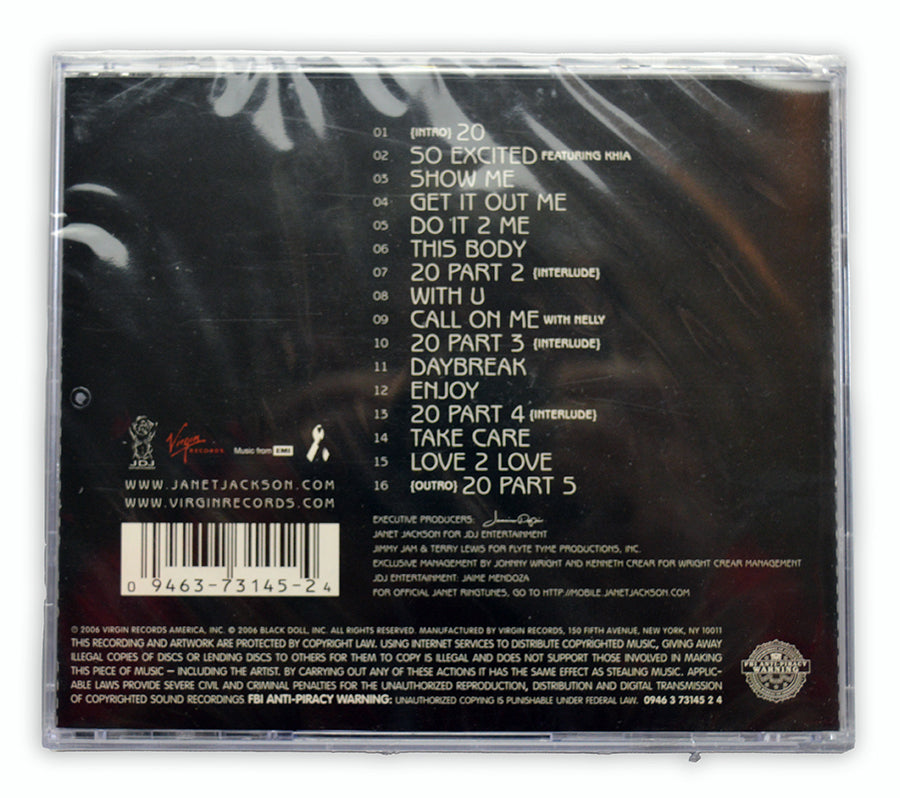 01 {INTRO} 20
02 SO EXCITED FEATURING KHIA
03 SHOW ME
04 GET IT OUT ME
05 DO IT 2 ME
06 THIS BODY
07 20 PART 2 {INTERLUDE}
08 WITH U
09 CALL ON ME WITH NELLY
10 20 PART 3 {INTERLUDE}
11 DAYBREAK
12 ENJOY
13 20 PART 4 {INTERLUDE}
14 TAKE CARE
15 LOVE 2 LOVE
16 {OUTRO} 20 PART 5
JDJ
Virgin
RECORDS
Music from EMI
WWW.JANETJACKSON.COM
WWW.VIRGINRECORDS.COM
0 9463-73145-2 4
EXECUTIVE PRODUCERS:
JANET JACKSON FOR JDJ ENTERTAINMENT
JIMMY JAM & TERRY LEWIS FOR FLYTE TYME PRODUCTIONS, INC.
EXCLUSIVE MANAGEMENT BY JOHNNY WRIGHT AND KENNETH CREAR FOR WRIGHT CREAR MANAGEMENT
JDJ ENTERTAINMENT: JAIME MENDOZA
FOR OFFICIAL JANET RINGTUNES, GO TO HTTP://MOBILE.JANETJACKSON.COM
℗ 2006 VIRGIN RECORDS AMERICA, INC. © 2006 BLACK DOLL, INC. ALL RIGHTS RESERVED. MANUFACTURED BY VIRGIN RECORDS, 150 FIFTH AVENUE, NEW YORK, NY 10011
THIS RECORDING AND ARTWORK ARE PROTECTED BY COPYRIGHT LAW. USING INTERNET SERVICES TO DISTRIBUTE COPYRIGHTED MUSIC, GIVING AWAY
ILLEGAL COPIES OF DISCS OR LENDING DISCS TO OTHERS FOR THEM TO COPY IS ILLEGAL AND DOES NOT SUPPORT THOSE INVOLVED IN MAKING
THIS PIECE OF MUSIC — INCLUDING THE ARTIST. BY CARRYING OUT ANY OF THESE ACTIONS IT HAS THE SAME EFFECT AS STEALING MUSIC. APPLIC-
ABLE LAWS PROVIDE SEVERE CIVIL AND CRIMINAL PENALTIES FOR THE UNAUTHORIZED REPRODUCTION, DISTRIBUTION AND DIGITAL TRANSMISSION
OF COPYRIGHTED SOUND RECORDINGS FBI ANTI-PIRACY WARNING: UNAUTHORIZED COPYING IS PUNISHABLE UNDER FEDERAL LAW. 0946 3 73145 2 4
FBI ANTI-PIRACY
WARNING